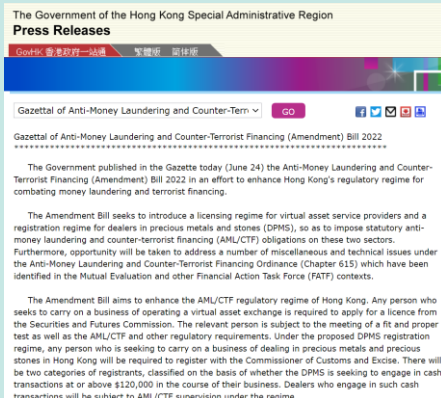 The Government of the Hong Kong Special Administrative Region
Press Releases
GovHK 香港政府一站通 繁體版 简体版
Gazettal of Anti-Money Laundering and Counter-Terr GO
Gazettal of Anti-Money Laundering and Counter-Terrorist Financing (Amendment) Bill 2022
******************************************************************************
The Government published in the Gazette today (June 24) the Anti-Money Laundering and Counter-
Terrorist Financing (Amendment) Bill 2022 in an effort to enhance Hong Kong's regulatory regime for
combating money laundering and terrorist financing.
The Amendment Bill seeks to introduce a licensing regime for virtual asset service providers and a
registration regime for dealers in precious metals and stones (DPMS), so as to impose statutory anti-
money laundering and counter-terrorist financing (AML/CTF) obligations on these two sectors.
Furthermore, opportunity will be taken to address a number of miscellaneous and technical issues under
the Anti-Money Laundering and Counter-Terrorist Financing Ordinance (Chapter 615) which have been
identified in the Mutual Evaluation and other Financial Action Task Force (FATF) contexts.
The Amendment Bill aims to enhance the AML/CTF regulatory regime of Hong Kong. Any person who
seeks to carry on a business of operating a virtual asset exchange is required to apply for a licence from
the Securities and Futures Commission. The relevant person is subject to the meeting of a fit and proper
test as well as the AML/CTF and other regulatory requirements. Under the proposed DPMS registration
regime, any person who is seeking to carry on a business of dealing in precious metals and precious
stones in Hong Kong will be required to register with the Commissioner of Customs and Excise. There will
be two categories of registrants, classified on the basis of whether the DPMS is seeking to engage in cash
transactions at or above $120,000 in the course of their business. Dealers who engage in such cash
transactions will be subject to AML/CTF supervision under the regime.